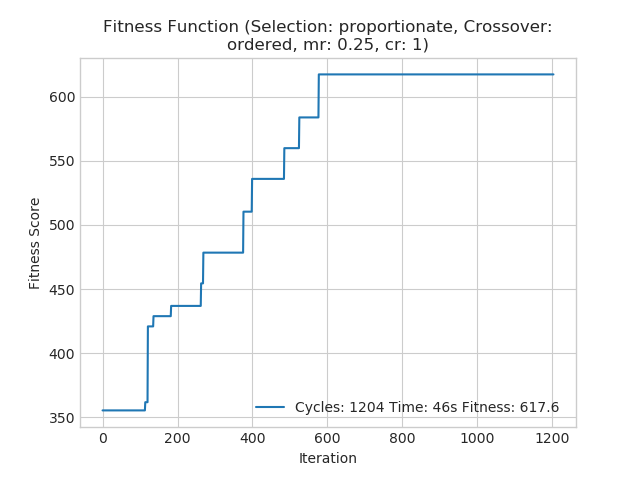 Fitness Function (Selection: proportionate, Crossover:
ordered, mr: 0.25, cr: 1)
Fitness Score
600
550
500
450
400
350
Cycles: 1204 Time: 46s Fitness: 617.6
0 200 400 600 800 1000 1200
Iteration